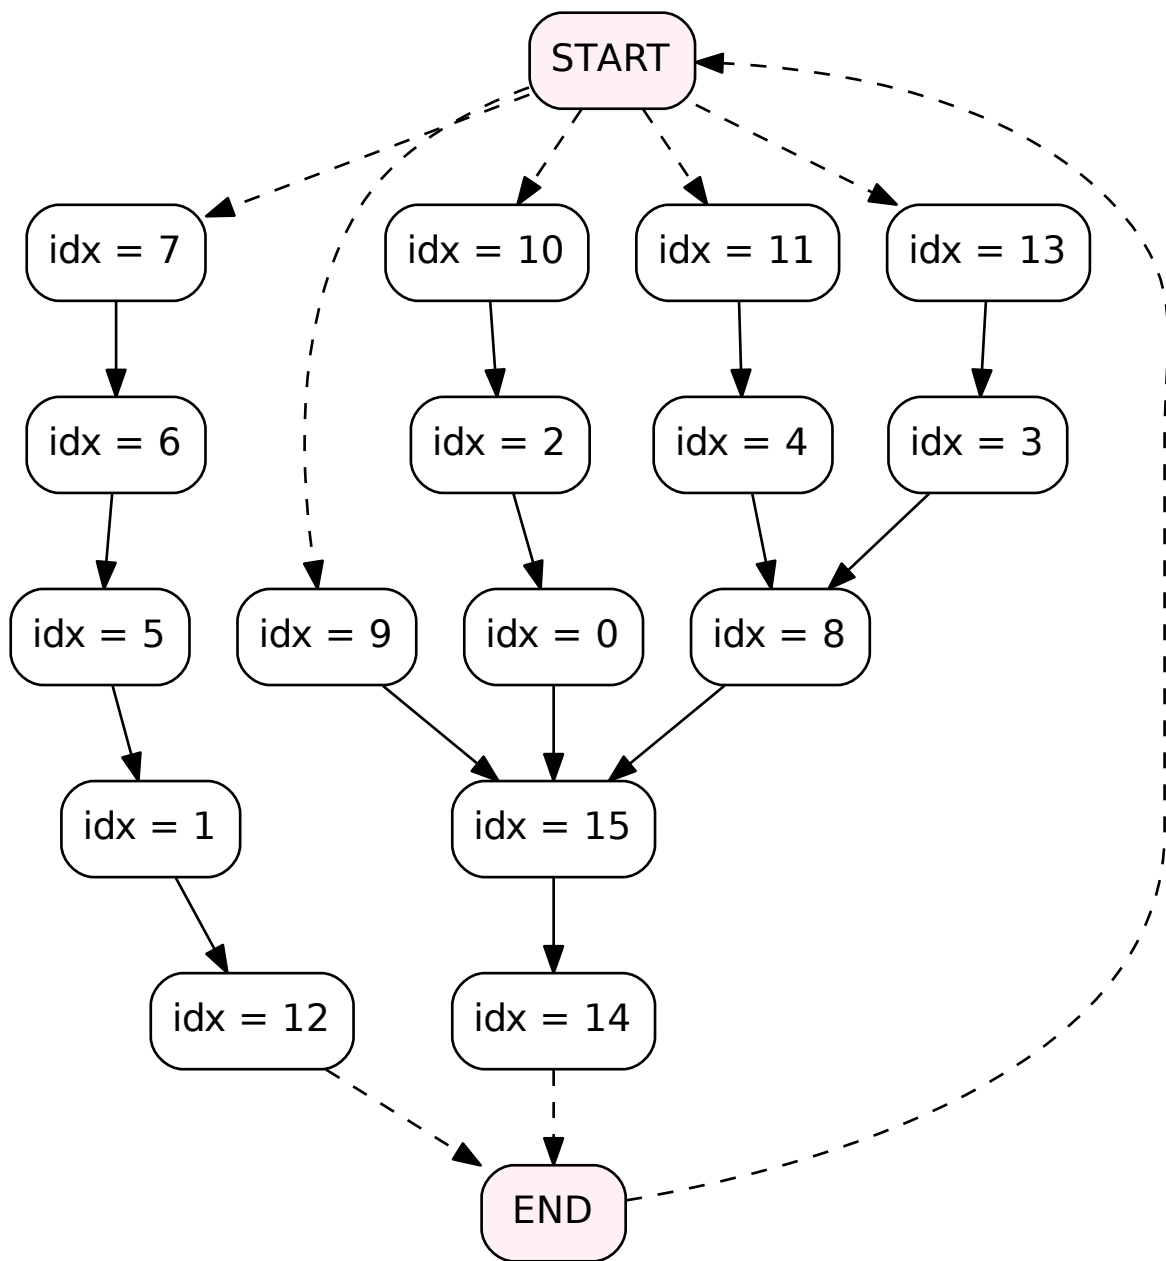 START
idx = 7
idx = 10
idx = 11
idx = 13
idx = 6
idx = 2
idx = 4
idx = 3
idx = 5
idx = 9
idx = 0
idx = 8
idx = 1
idx = 15
idx = 12
idx = 14
END